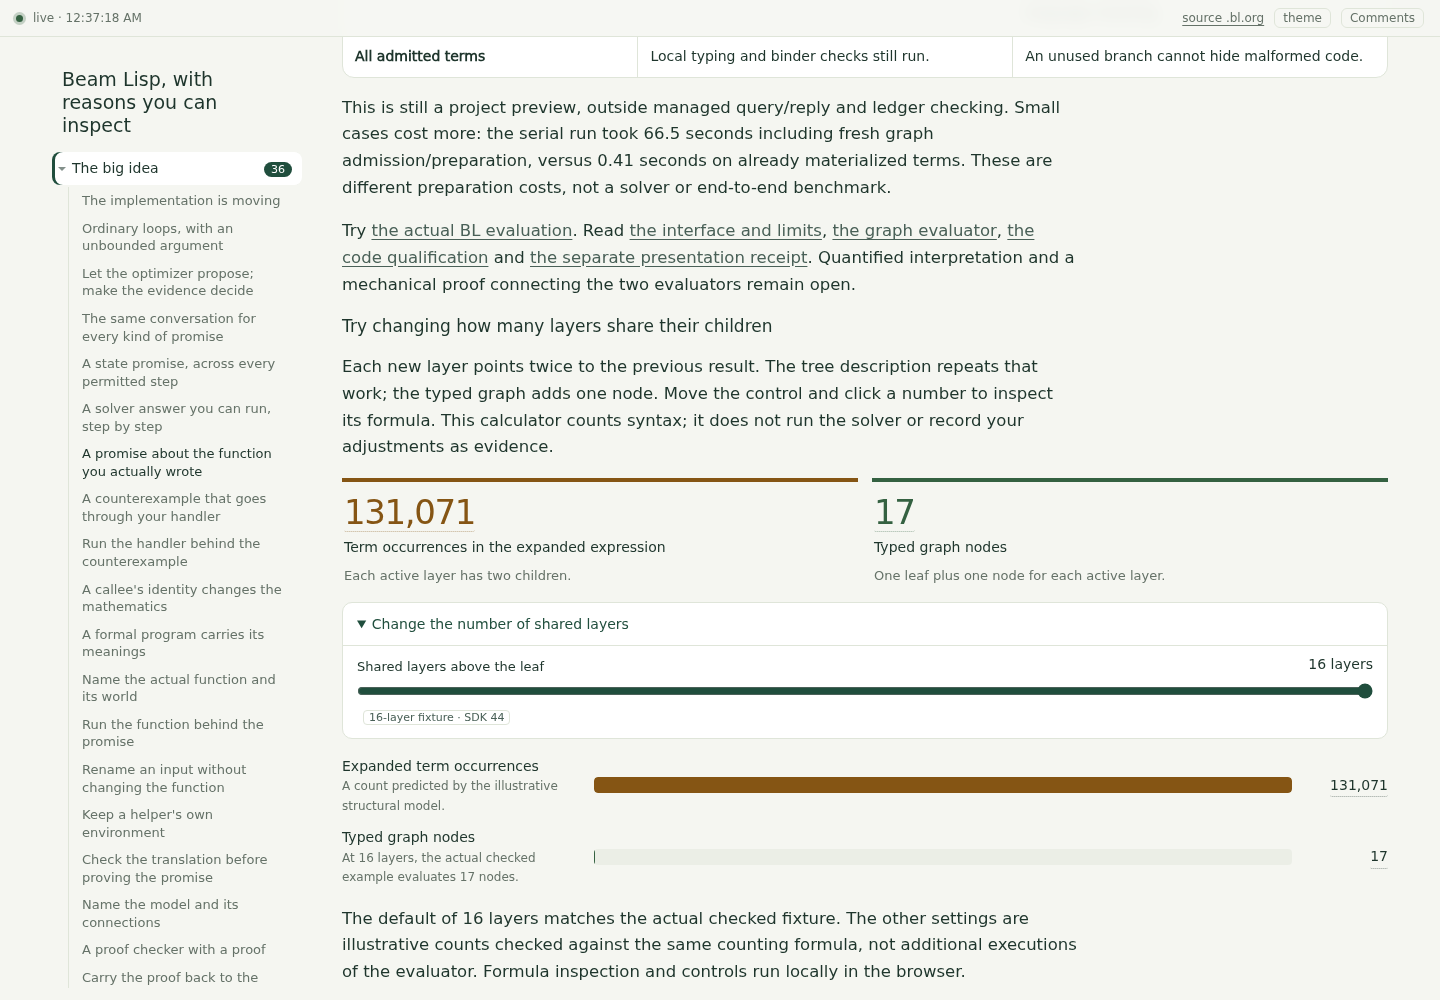 live · 12:37:18 AM
source .bl.org
theme
Comments
Beam Lisp, with
reasons you can
inspect
The big idea
36
The implementation is moving
Ordinary loops, with an
unbounded argument
Let the optimizer propose;
make the evidence decide
The same conversation for
every kind of promise
A state promise, across every
permitted step
A solver answer you can run,
step by step
A promise about the function
you actually wrote
A counterexample that goes
through your handler
Run the handler behind the
counterexample
A callee's identity changes the
mathematics
A formal program carries its
meanings
Name the actual function and
its world
Run the function behind the
promise
Rename an input without
changing the function
Keep a helper's own
environment
Check the translation before
proving the promise
Name the model and its
connections
A proof checker with a proof
Carry the proof back to the
All admitted terms
Local typing and binder checks still run.
An unused branch cannot hide malformed code.
This is still a project preview, outside managed query/reply and ledger checking. Small
cases cost more: the serial run took 66.5 seconds including fresh graph
admission/preparation, versus 0.41 seconds on already materialized terms. These are
different preparation costs, not a solver or end-to-end benchmark.
Try the actual BL evaluation. Read the interface and limits, the graph evaluator, the
code qualification and the separate presentation receipt. Quantified interpretation and a
mechanical proof connecting the two evaluators remain open.
Try changing how many layers share their children
Each new layer points twice to the previous result. The tree description repeats that
work; the typed graph adds one node. Move the control and click a number to inspect
its formula. This calculator counts syntax; it does not run the solver or record your
adjustments as evidence.
131,071
Term occurrences in the expanded expression
Each active layer has two children.
17
Typed graph nodes
One leaf plus one node for each active layer.
▼ Change the number of shared layers
Shared layers above the leaf
16 layers
16-layer fixture · SDK 44
Expanded term occurrences
A count predicted by the illustrative
structural model.
131,071
Typed graph nodes
At 16 layers, the actual checked
example evaluates 17 nodes.
17
The default of 16 layers matches the actual checked fixture. The other settings are
illustrative counts checked against the same counting formula, not additional executions
of the evaluator. Formula inspection and controls run locally in the browser.